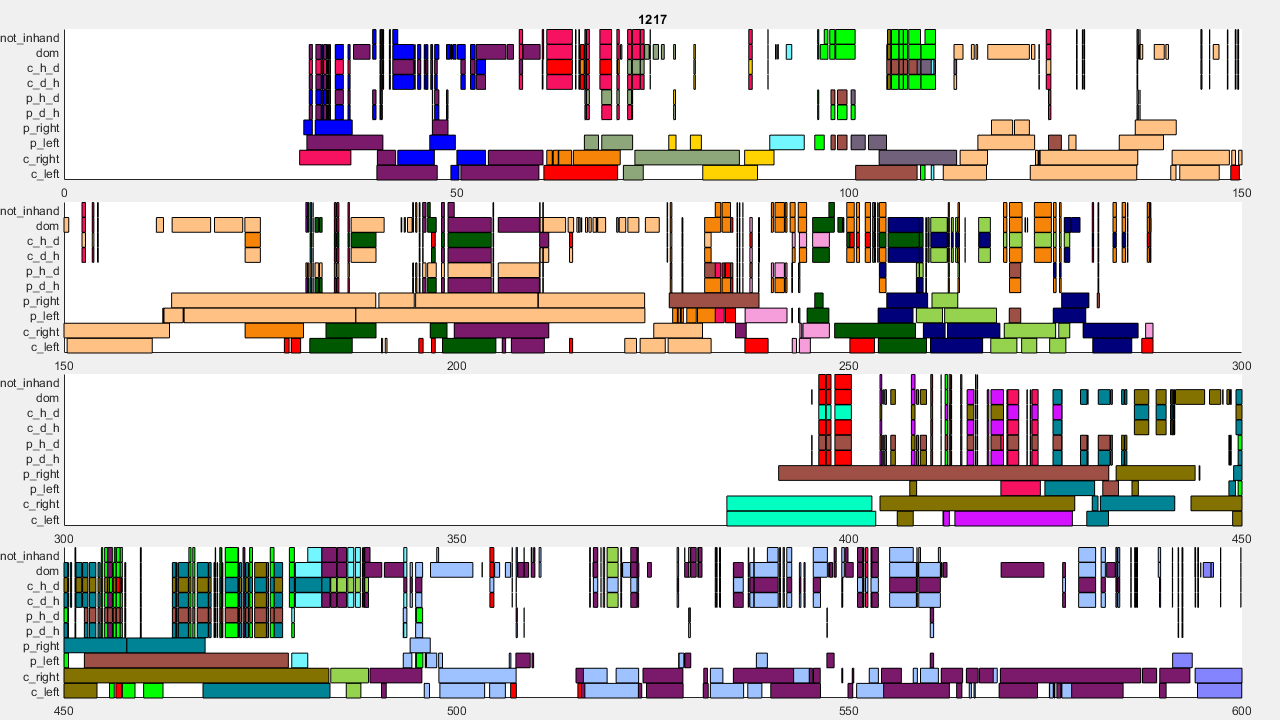 1217
not_inhand
dom
c_h_d
c_d_h
p_h_d
p_d_h
p_right
p_left
c_right
c_left
0 50 100 150
not_inhand
dom
c_h_d
c_d_h
p_h_d
p_d_h
p_right
p_left
c_right
c_left
150 200 250 300
not_inhand
dom
c_h_d
c_d_h
p_h_d
p_d_h
p_right
p_left
c_right
c_left
300 350 400 450
not_inhand
dom
c_h_d
c_d_h
p_h_d
p_d_h
p_right
p_left
c_right
c_left
450 500 550 600